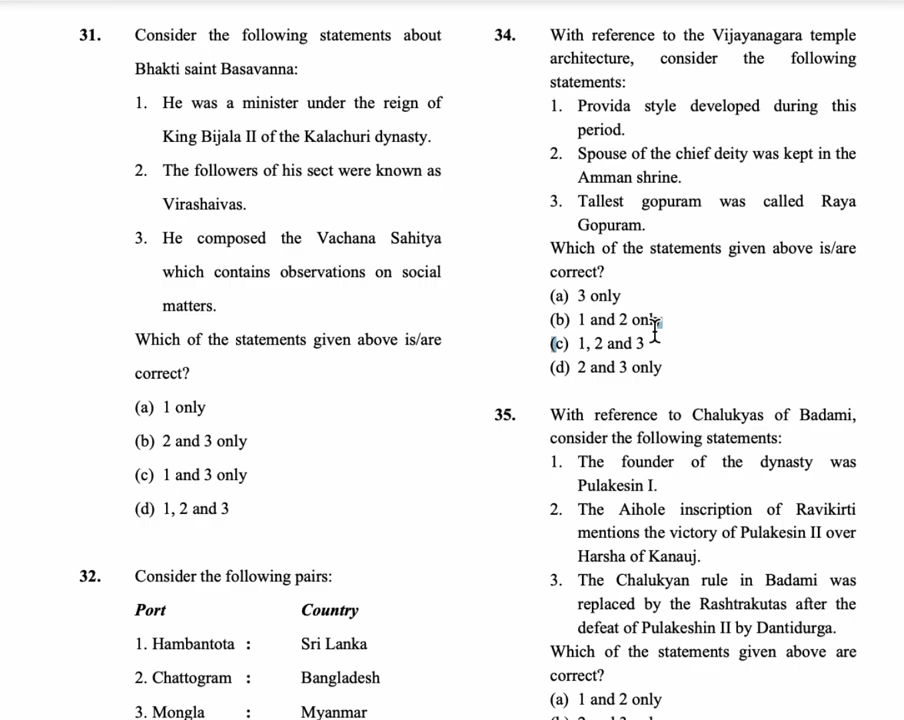 31. Consider the following statements about
Bhakti saint Basavanna:
1. He was a minister under the reign of
King Bijala II of the Kalachuri dynasty.
2. The followers of his sect were known as
Virashaivas.
3. He composed the Vachana Sahitya
which contains observations on social
matters.
Which of the statements given above is/are
correct?
(a) 1 only
(b) 2 and 3 only
(c) 1 and 3 only
(d) 1, 2 and 3
32. Consider the following pairs:
Port Country
1. Hambantota : Sri Lanka
2. Chattogram : Bangladesh
3. Mongla : Myanmar
34. With reference to the Vijayanagara temple
architecture, consider the following
statements:
1. Provida style developed during this
period.
2. Spouse of the chief deity was kept in the
Amman shrine.
3. Tallest gopuram was called Raya
Gopuram.
Which of the statements given above is/are
correct?
(a) 3 only
(b) 1 and 2 only
(c) 1, 2 and 3
(d) 2 and 3 only
35. With reference to Chalukyas of Badami,
consider the following statements:
1. The founder of the dynasty was
Pulakesin I.
2. The Aihole inscription of Ravikirti
mentions the victory of Pulakesin II over
Harsha of Kanauj.
3. The Chalukyan rule in Badami was
replaced by the Rashtrakutas after the
defeat of Pulakeshin II by Dantidurga.
Which of the statements given above are
correct?
(a) 1 and 2 only